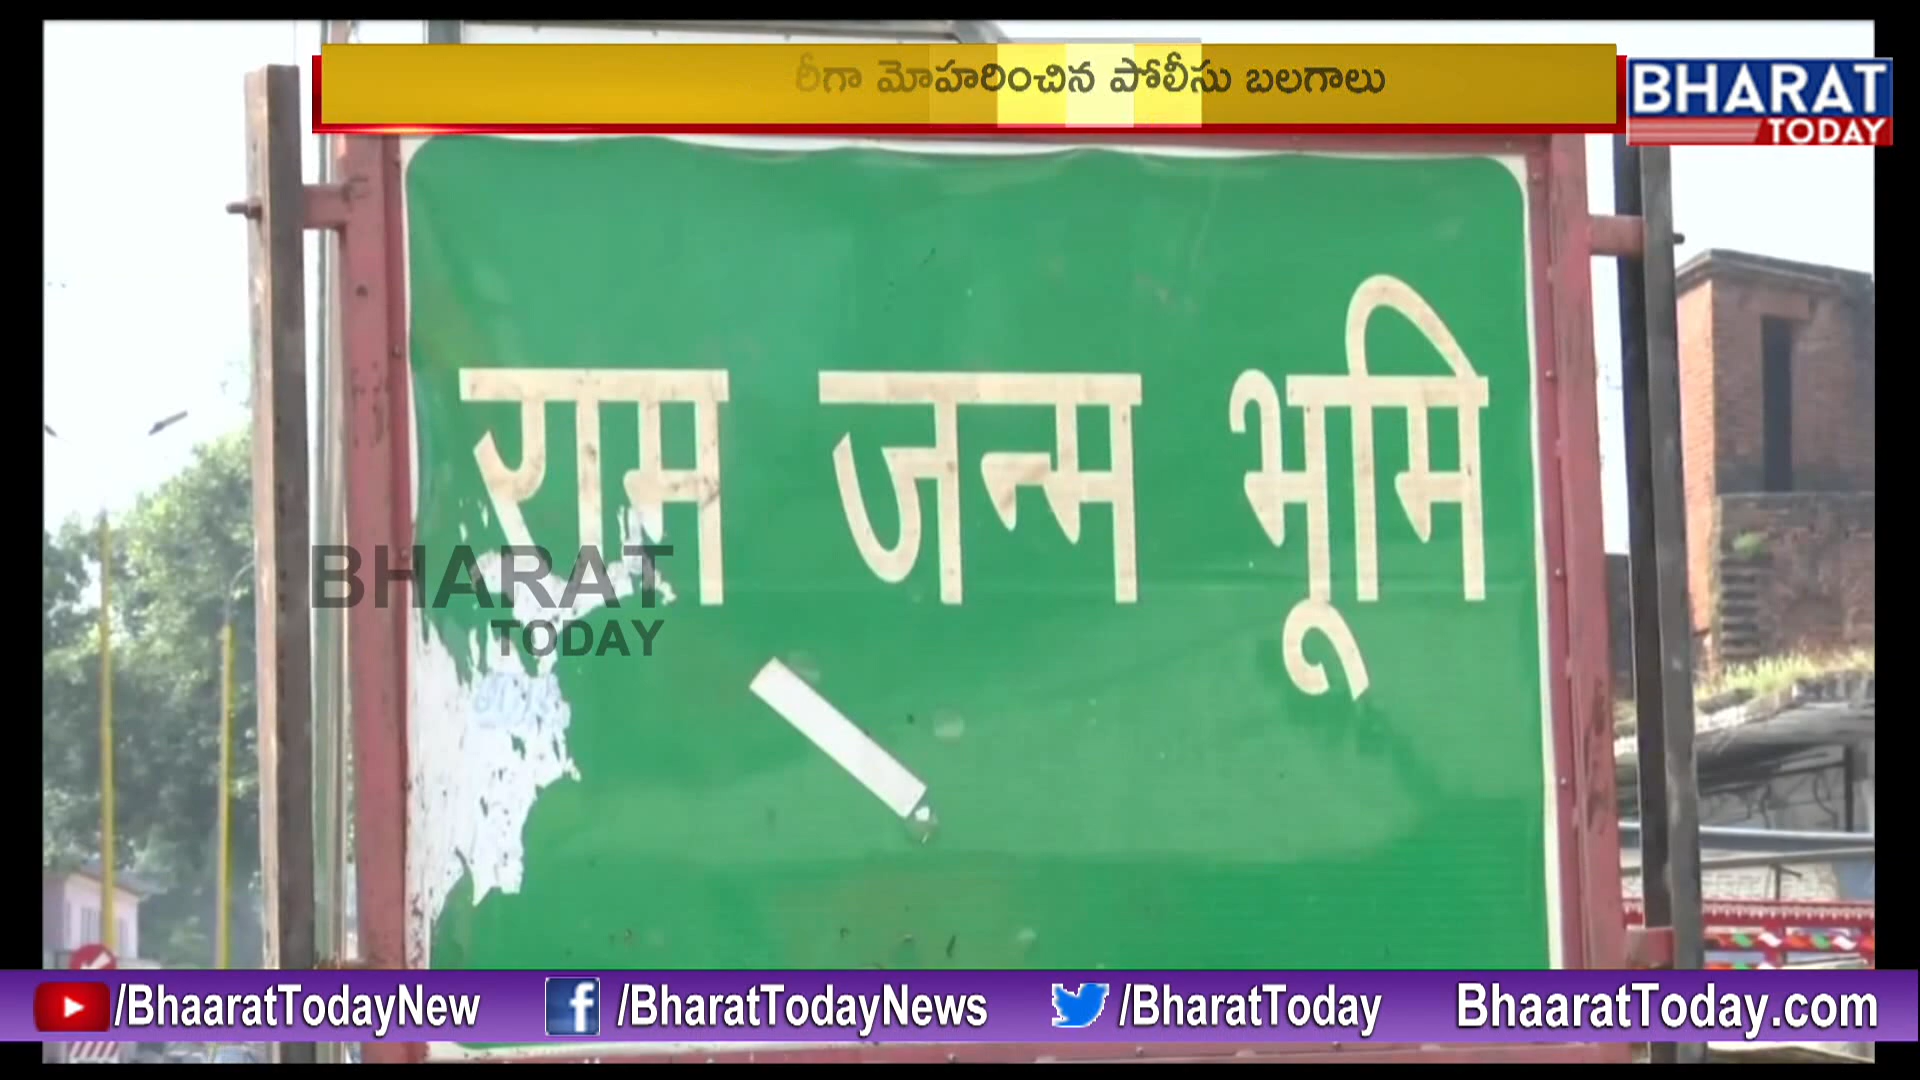 రీగా మోహరించిన పోలీసు బలగాలు
BHARAT
TODAY
राम जन्म भूमि
BHARAT
TODAY
/BhaaratTodayNew
/BharatTodayNews
/BharatToday
BhaaratToday.com